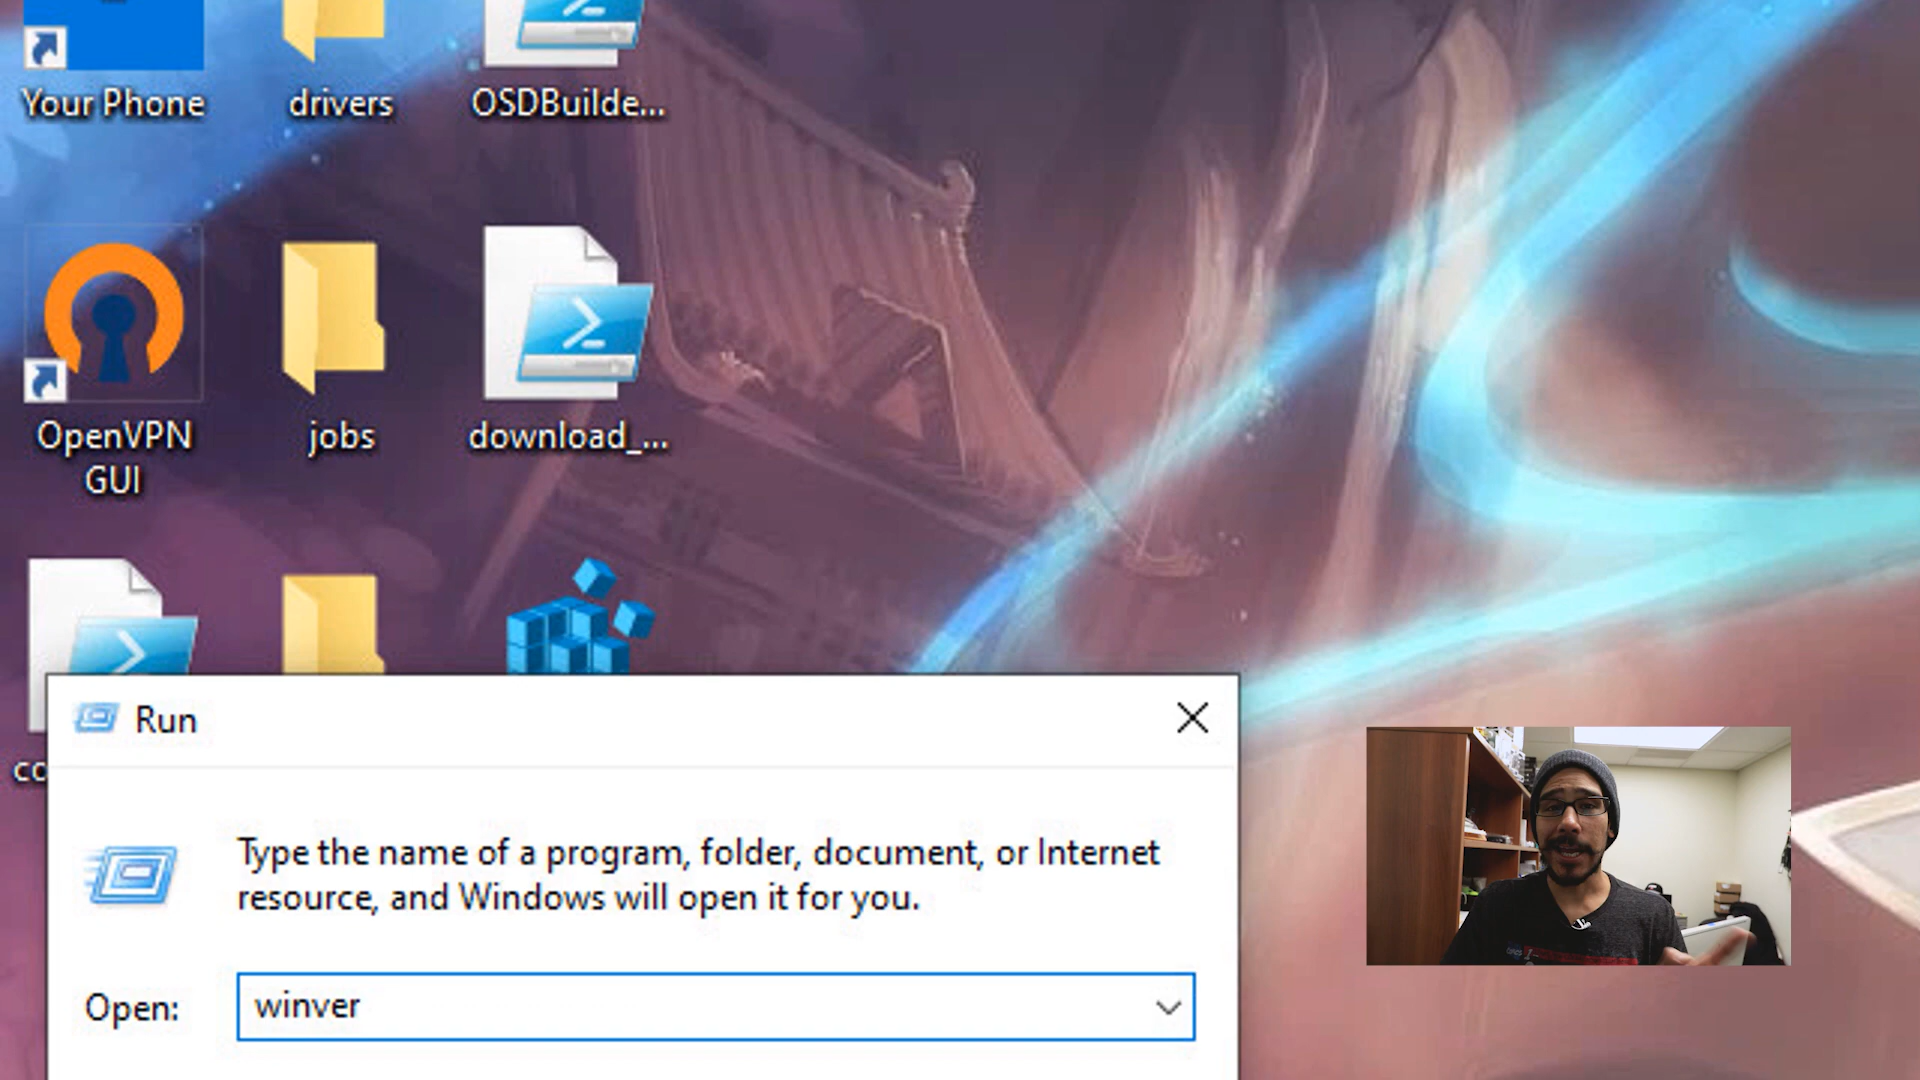 Your Phone
drivers
OSDBuilde...
OpenVPN
GUI
jobs
download_...
co
Run
Type the name of a program, folder, document, or Internet
resource, and Windows will open it for you.
Open:
winver